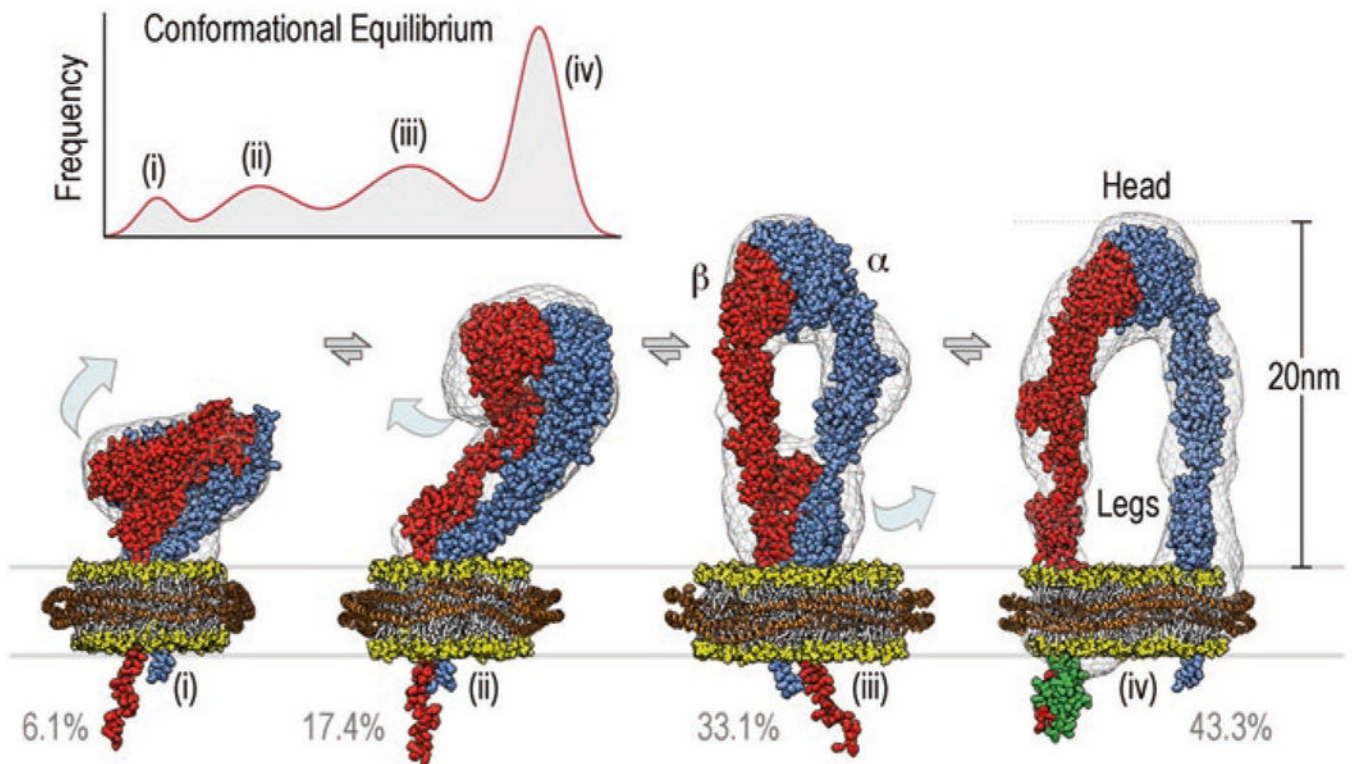 Conformational Equilibrium
Frequency
(i)
(ii)
(iii)
(iv)
Head
β
α
20nm
Legs
(i)
(ii)
(iii)
(iv)
6.1%
17.4%
33.1%
43.3%